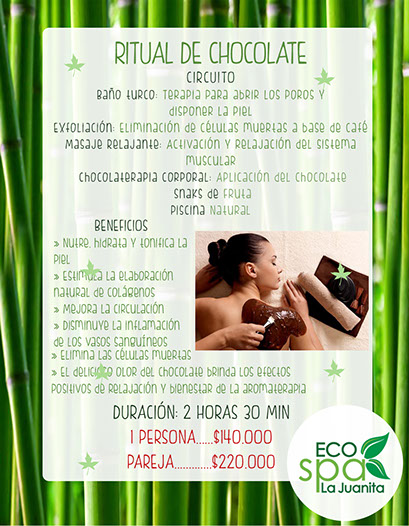 RITUAL DE CHOCOLATE
CIRCUITO
BAÑO TURCO: TERAPIA PARA ABRIR LOS POROS Y
DISPONER LA PIEL
EXFOLIACIÓN: ELIMINACIÓN DE CÉLULAS MUERTAS A BASE DE CAFÉ
MASAJE RELAJANTE: ACTIVACIÓN Y RELAJACIÓN DEL SISTEMA
MUSCULAR
CHOCOLATERAPIA CORPORAL: APLICACIÓN DEL CHOCOLATE
SNAKS DE FRUTA
PISCINA NATURAL
BENEFICIOS
» NUTRE, HIDRATA Y TONIFICA LA
PIEL
» ESTIMULA LA ELABORACIÓN
NATURAL DE COLÁGENOS
» MEJORA LA CIRCULACIÓN
» DISMINUYE LA INFLAMACIÓN
DE LOS VASOS SANGUÍNEOS
» ELIMINA LAS CÉLULAS MUERTAS
» EL DELICIOSO OLOR DEL CHOCOLATE BRINDA LOS EFECTOS
POSITIVOS DE RELAJACIÓN Y BIENESTAR DE LA AROMATERAPIA
DURACIÓN: 2 HORAS 30 MIN
1 PERSONA......$140.000
PAREJA.............$220.000
ECO
spa
La Juanita